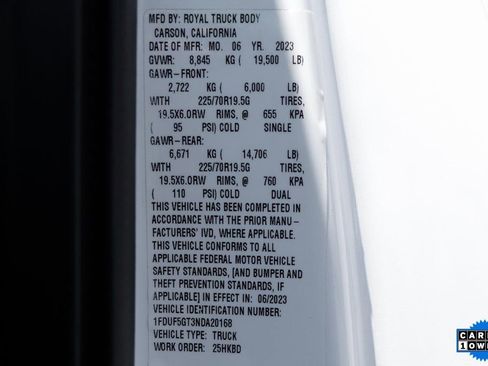 MFD BY: ROYAL TRUCK BODY
CARSON, CALIFORNIA
DATE OF MFR: MO. 06 YR. 2023
GVWR: 8,845 KG ( 19,500 LB)
GAWR-FRONT:
2,722 KG ( 6,000 LB)
WITH 225/70R19.5G TIRES,
19.5X6.0RW RIMS, @ 655 KPA
( 95 PSI) COLD SINGLE
GAWR-REAR:
6,671 KG ( 14,706 LB)
WITH 225/70R19.5G TIRES,
19.5X6.0RW RIMS, @ 760 KPA
( 110 PSI) COLD DUAL
THIS VEHICLE HAS BEEN COMPLETED IN
ACCORDANCE WITH THE PRIOR MANU-
FACTURERS' IVD, WHERE APPLICABLE.
THIS VEHICLE CONFORMS TO ALL
APPLICABLE FEDERAL MOTOR VEHICLE
SAFETY STANDARDS, [AND BUMPER AND
THEFT PREVENTION STANDARDS, IF
APPLICABLE] IN EFFECT IN: 06/2023
VEHICLE IDENTIFICATION NUMBER:
1FDUF5GT3NDA20168
VEHICLE TYPE: TRUCK
WORK ORDER: 25HKBD
CARF
1 OWN